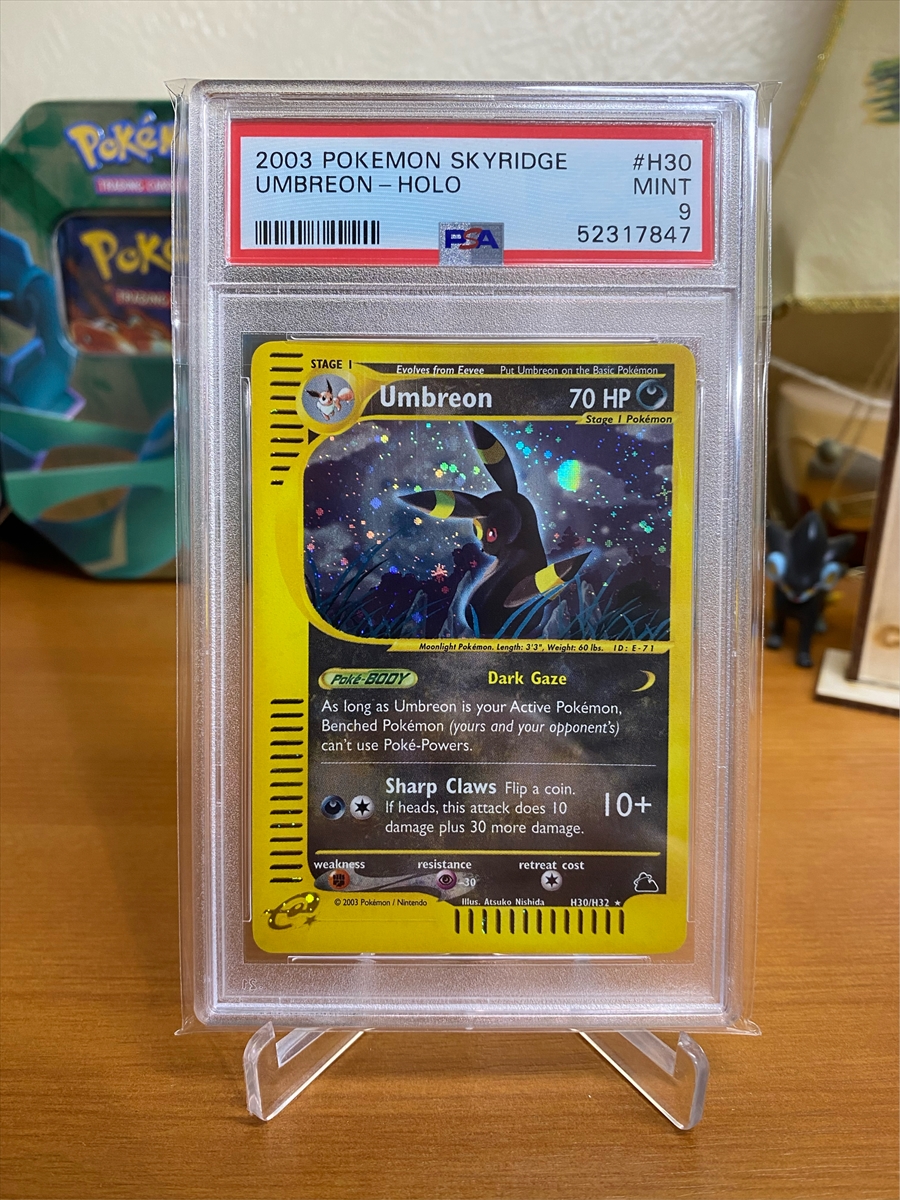 2003 POKEMON SKYRIDGE #H30
UMBREON - HOLO MINT
9
52317847
PSA
Poké
TRADING CAR
Poké
TRADING
STAGE 1
Evolves from Eevee Put Umbreon on the Basic Pokémon
Umbreon 70 HP
Stage 1 Pokémon
Moonlight Pokémon. Length: 3'3", Weight: 60 lbs. ID: E-71
Poké-BODY Dark Gaze
As long as Umbreon is your Active Pokémon,
Benched Pokémon (yours and your opponent's)
can't use Poké-Powers.
Sharp Claws Flip a coin.
If heads, this attack does 10
damage plus 30 more damage.
10+
weakness resistance retreat cost
-30
© 2003 Pokémon / Nintendo Illus. Atsuko Nishida H30/H32 ★